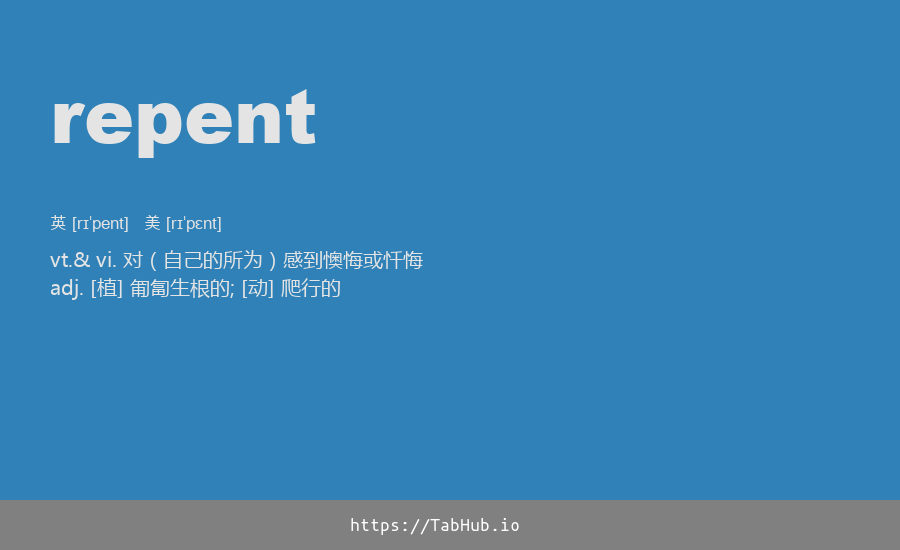 repent
英 [rɪˈpent]   美 [rɪˈpɛnt]
vt.& vi. 对（自己的所为）感到懊悔或忏悔
adj. [植] 匍匐生根的; [动] 爬行的
https://TabHub.io